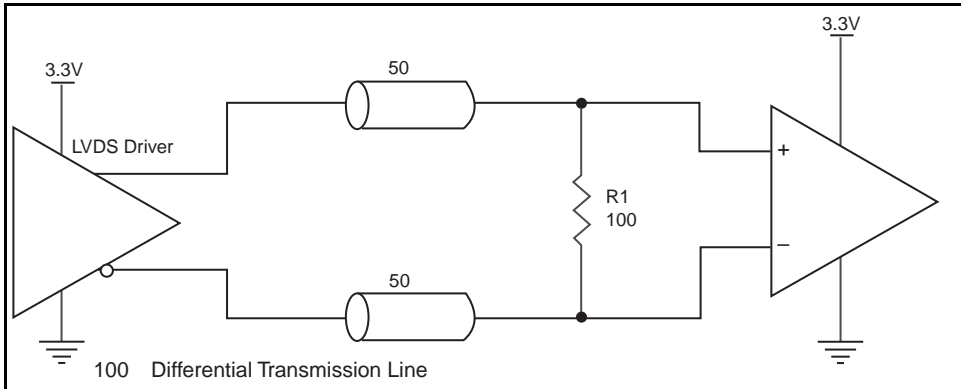 3.3V
3.3V
50
LVDS Driver
+
R1
100
–
50
100 Differential Transmission Line